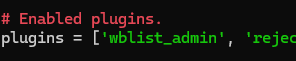 # Enabled plugins.
plugins = ['wblist_admin', 'rejec